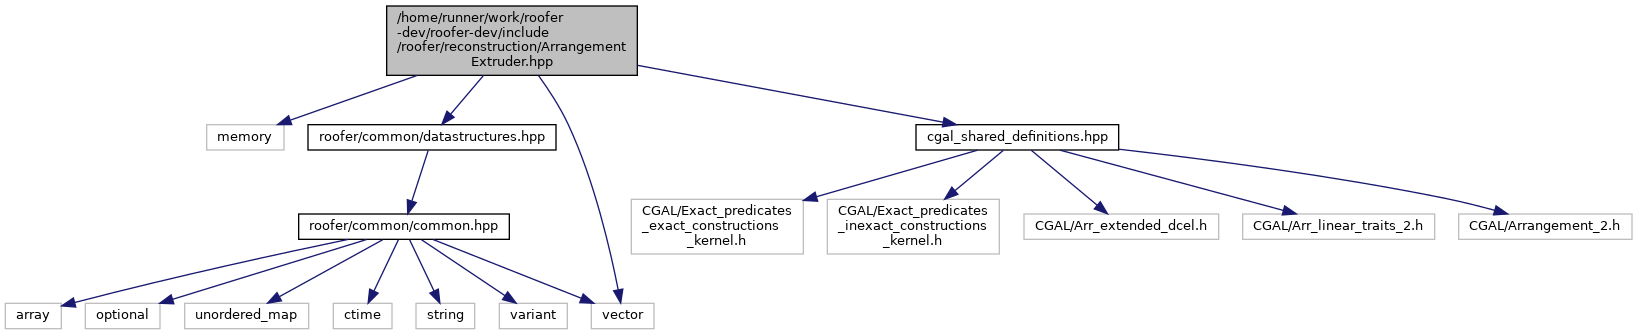 /home/runner/work/roofer
-dev/roofer-dev/include
/roofer/reconstruction/Arrangement
Extruder.hpp
memory
roofer/common/datastructures.hpp
cgal_shared_definitions.hpp
roofer/common/common.hpp
CGAL/Exact_predicates
_exact_constructions
_kernel.h
CGAL/Exact_predicates
_inexact_constructions
_kernel.h
CGAL/Arr_extended_dcel.h
CGAL/Arr_linear_traits_2.h
CGAL/Arrangement_2.h
array
optional
unordered_map
ctime
string
variant
vector